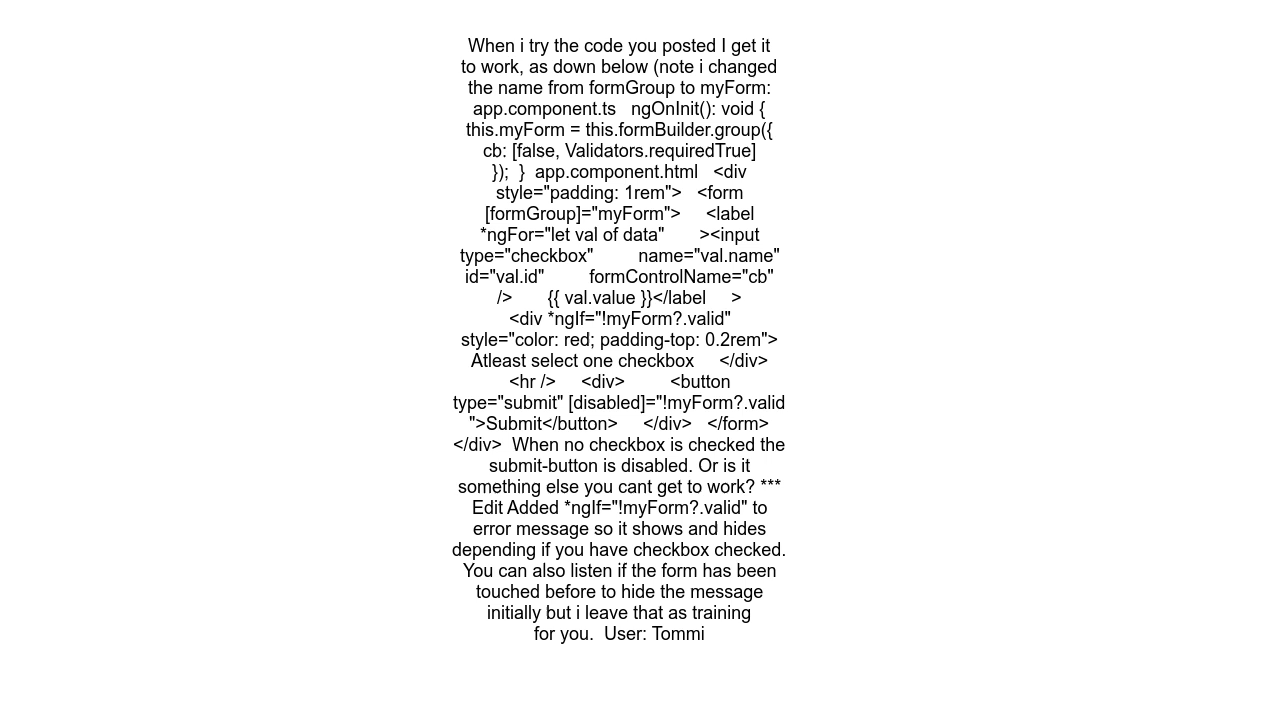 When i try the code you posted I get it
to work, as down below (note i changed
the name from formGroup to myForm:
app.component.ts   ngOnInit(): void {
this.myForm = this.formBuilder.group({
cb: [false, Validators.requiredTrue]
});  }  app.component.html   <div
style="padding: 1rem">   <form
[formGroup]="myForm">     <label
*ngFor="let val of data"       ><input
type="checkbox"         name="val.name"
id="val.id"         formControlName="cb"
/>       {{ val.value }}</label     >
<div *ngIf="!myForm?.valid"
style="color: red; padding-top: 0.2rem">
Atleast select one checkbox     </div>
<hr />     <div>         <button
type="submit" [disabled]="!myForm?.valid
">Submit</button>     </div>   </form>
</div>  When no checkbox is checked the
submit-button is disabled. Or is it
something else you cant get to work? ***
Edit Added *ngIf="!myForm?.valid" to
error message so it shows and hides
depending if you have checkbox checked.
You can also listen if the form has been
touched before to hide the message
initially but i leave that as training
for you.  User: Tommi